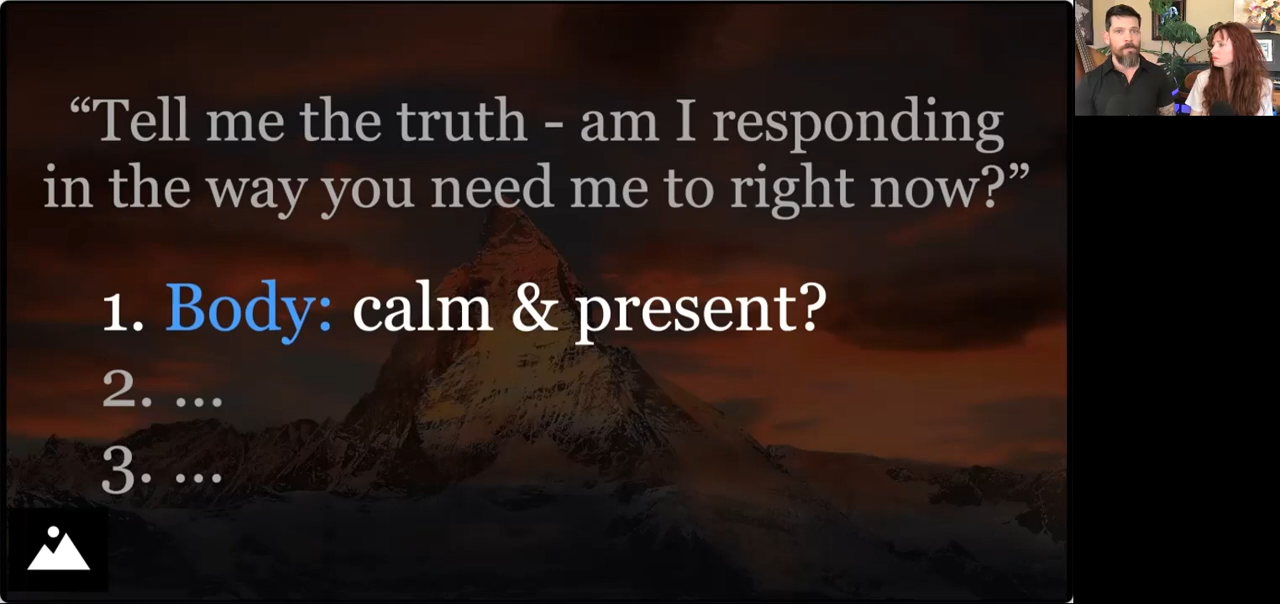 “Tell me the truth - am I responding
in the way you need me to right now?”
1. Body: calm & present?
2. ...
3. ...